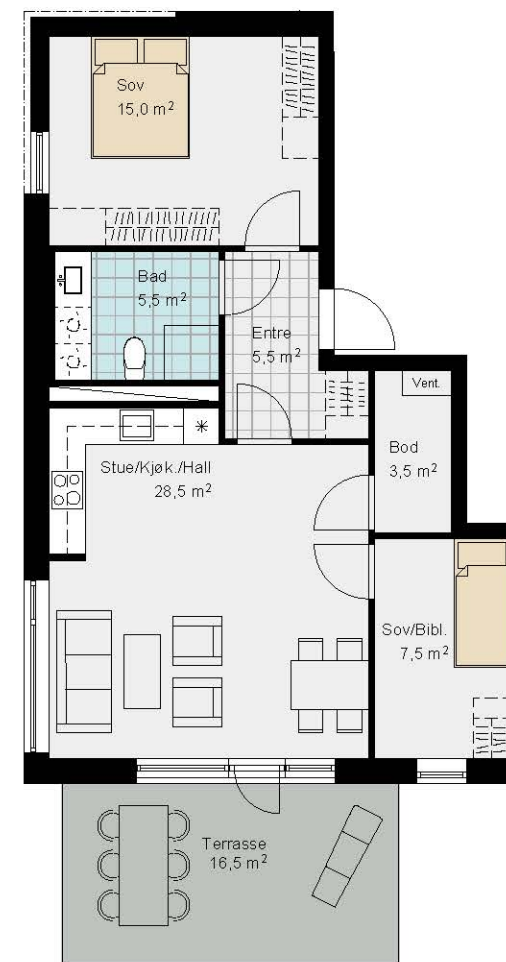 Sov
15,0 m²
Bad
5,5 m²
Entre
5,5 m²
Vent.
Bod
3,5 m²
Stue/Kjøk./Hall
28,5 m²
Sov/Bibl.
7,5 m²
Terrasse
16,5 m²